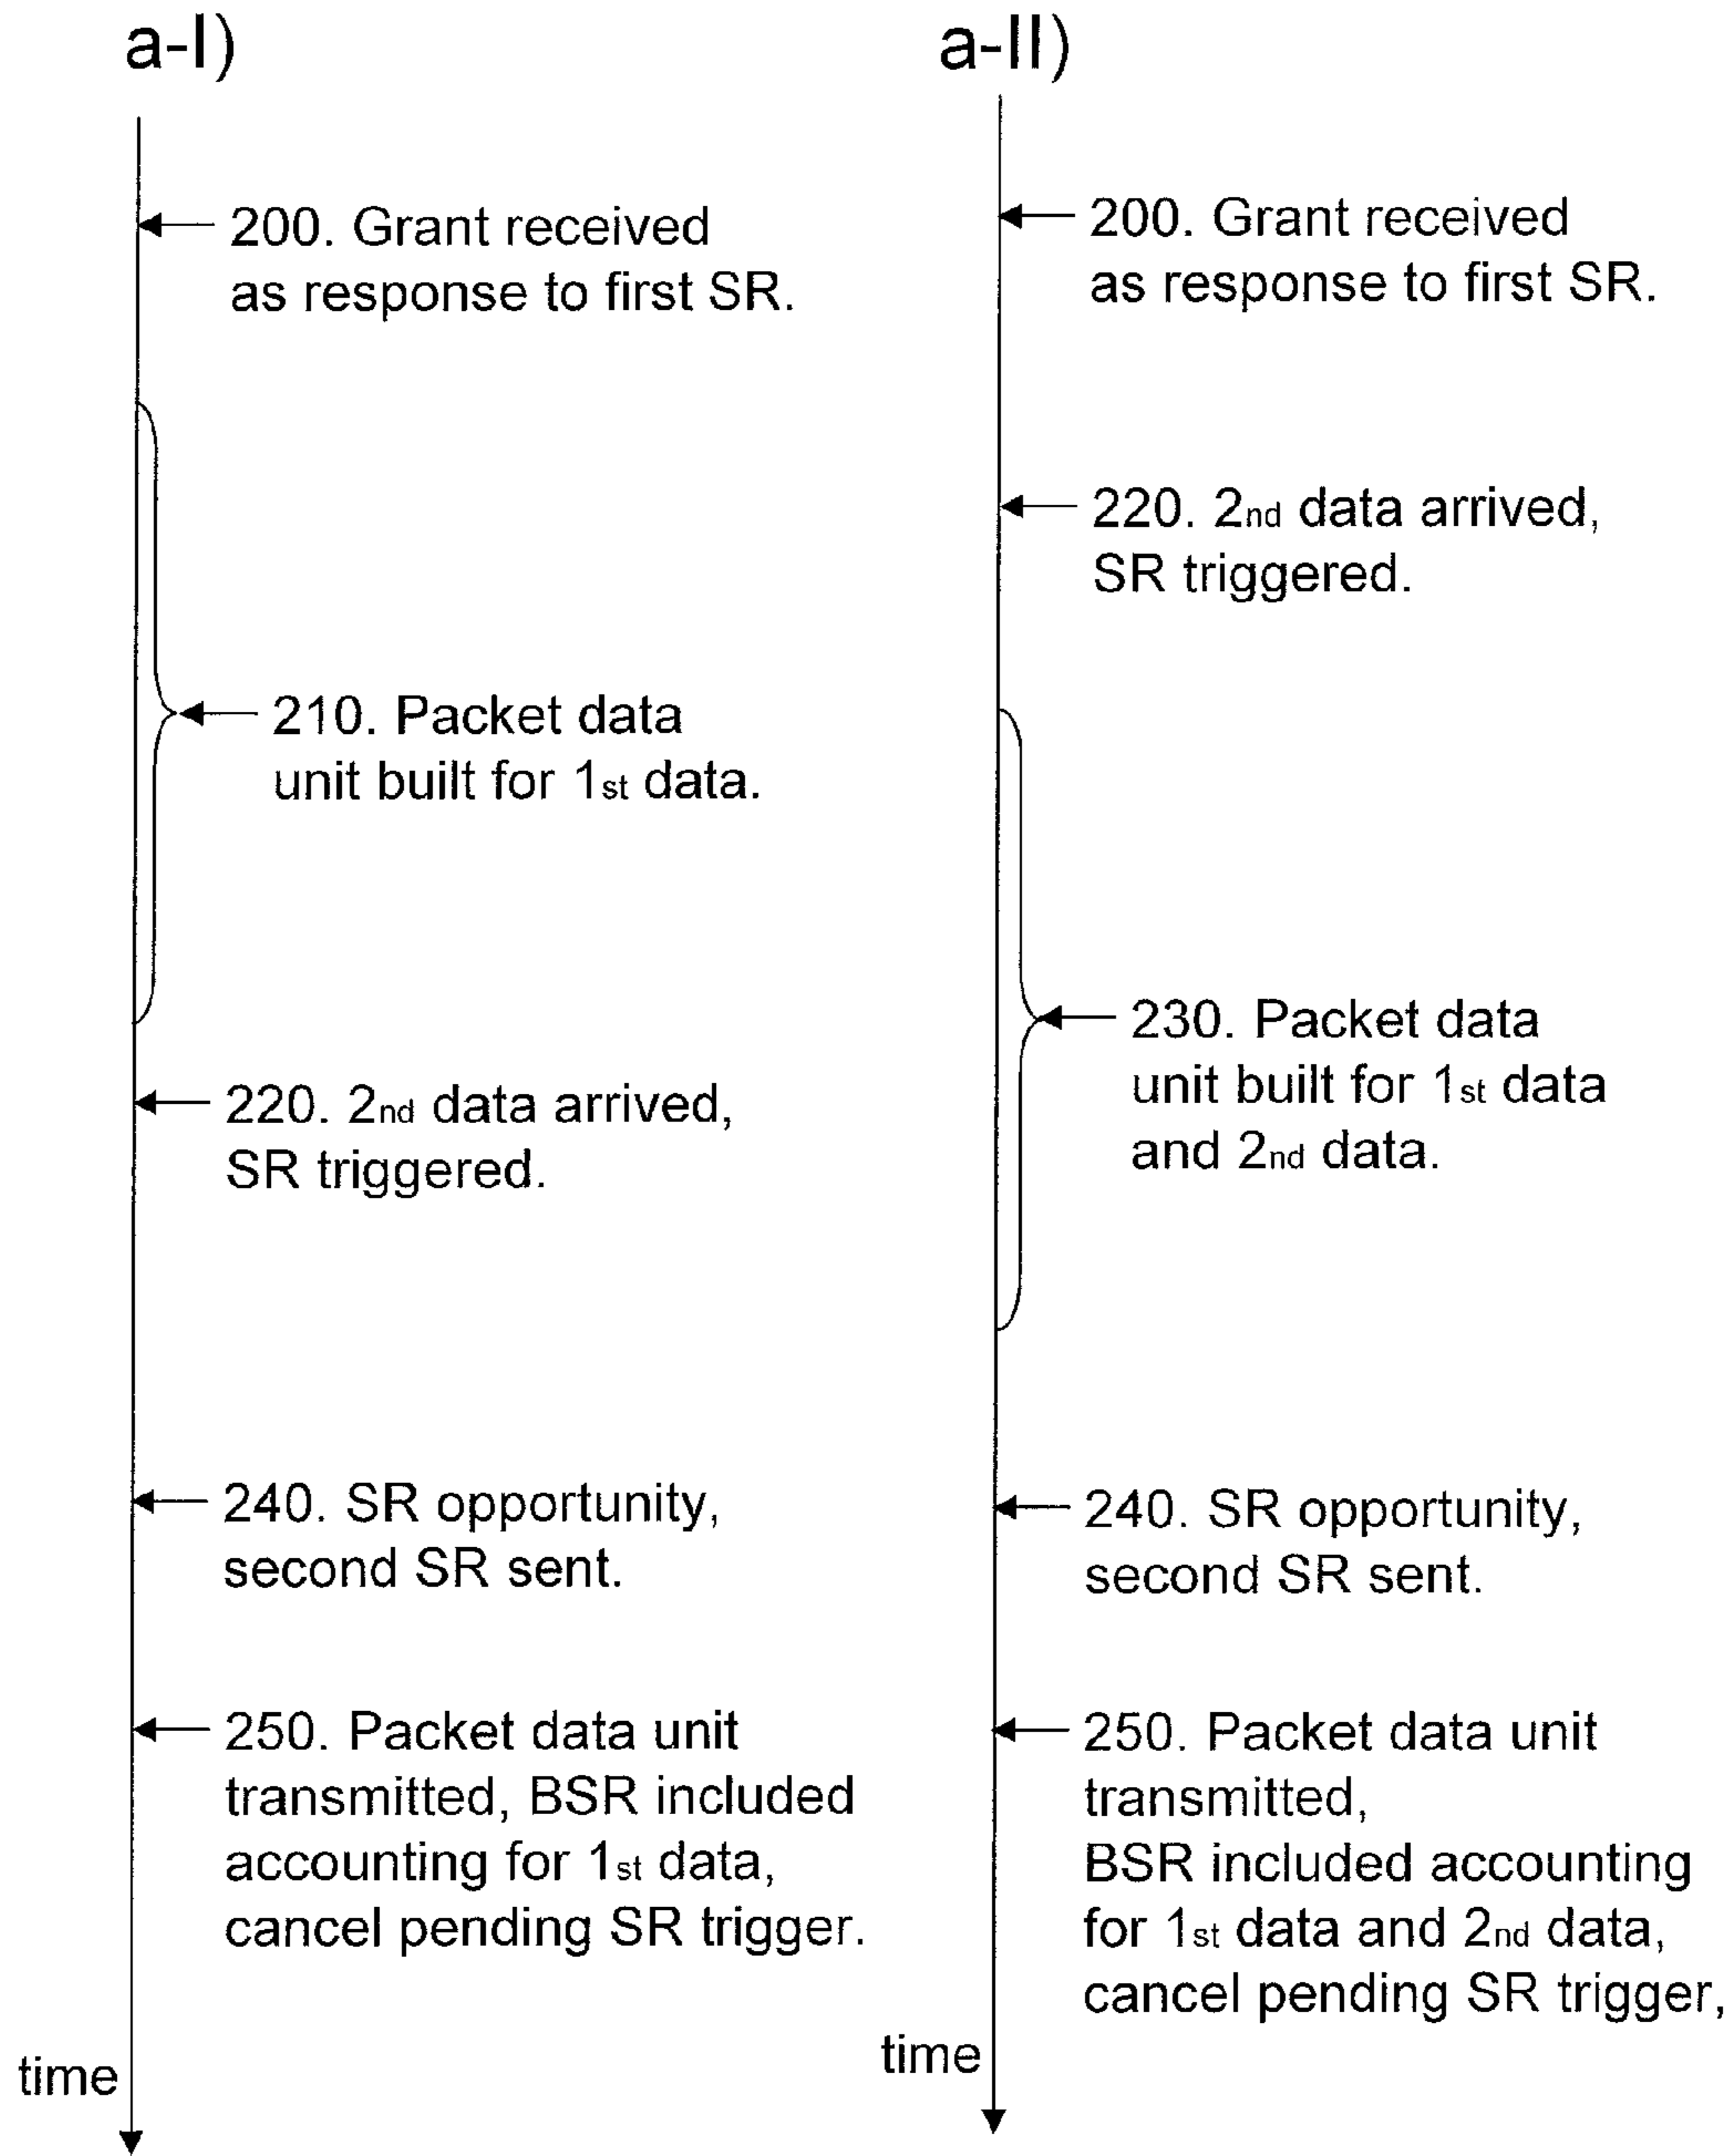 a-I)
200. Grant received
as response to first SR.
210. Packet data
unit built for 1st data.
220. 2nd data arrived,
SR triggered.
240. SR opportunity,
second SR sent.
250. Packet data unit
transmitted, BSR included
accounting for 1st data,
cancel pending SR trigger.
time
a-II)
200. Grant received
as response to first SR.
220. 2nd data arrived,
SR triggered.
230. Packet data
unit built for 1st data
and 2nd data.
240. SR opportunity,
second SR sent.
250. Packet data unit
transmitted,
BSR included accounting
for 1st data and 2nd data,
cancel pending SR trigger,
time